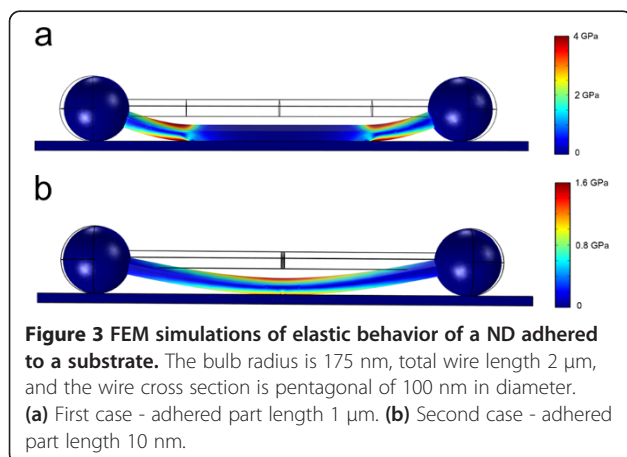 a
4 GPa
2 GPa
0
b
1.6 GPa
0.8 GPa
0
Figure 3 FEM simulations of elastic behavior of a ND adhered
to a substrate. The bulb radius is 175 nm, total wire length 2 μm,
and the wire cross section is pentagonal of 100 nm in diameter.
(a) First case - adhered part length 1 μm. (b) Second case - adhered
part length 10 nm.